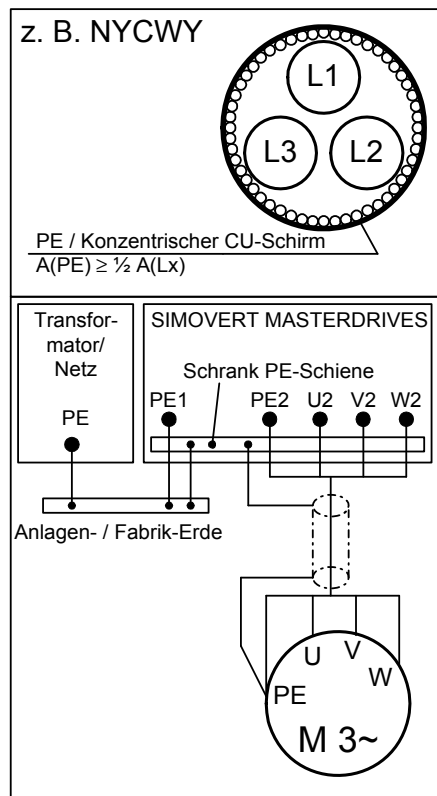 z. B. NYCWY
L1
L3 L2
PE / Konzentrischer CU-Schirm
A(PE) ≥ ½ A(Lx)
Transfor-
mator/
Netz
PE
SIMOVERT MASTERDRIVES
Schrank PE-Schiene
PE1 PE2 U2 V2 W2
Anlagen- / Fabrik-Erde
U V
PE W
M 3~